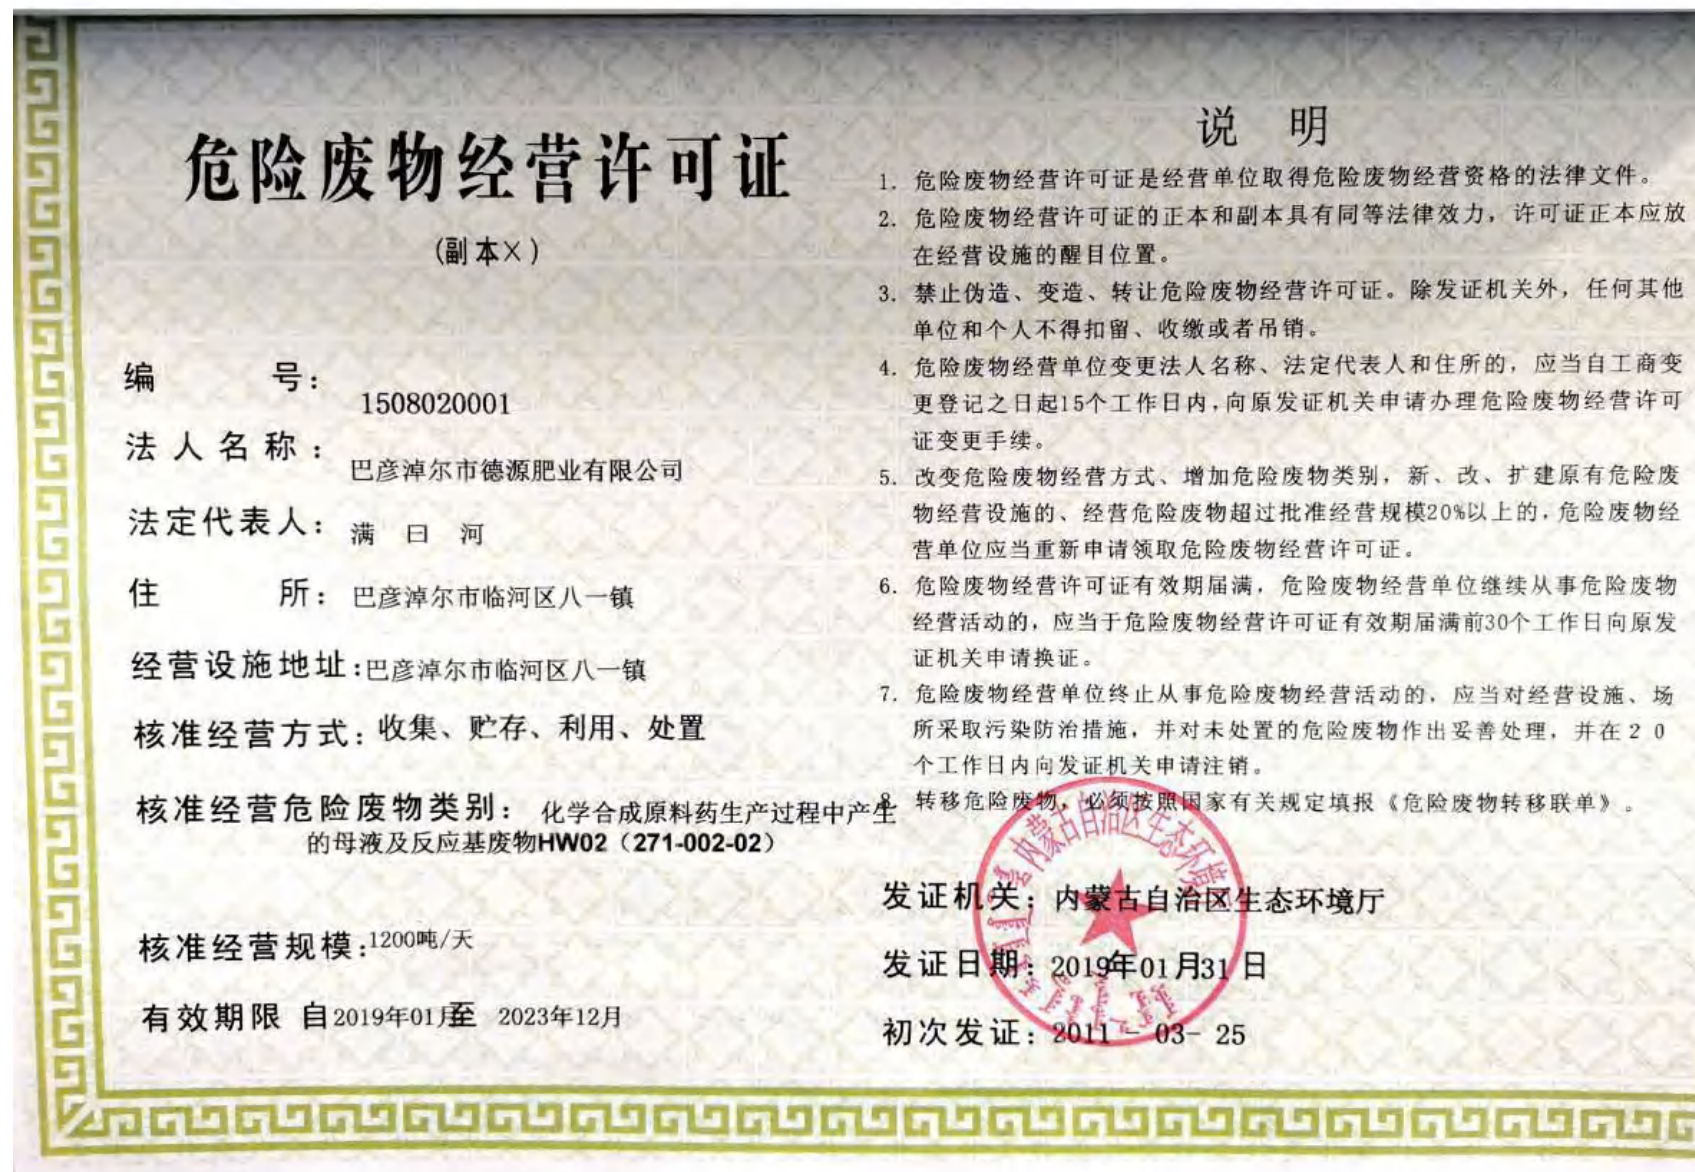 危险废物经营许可证
(副本×)
编 号：
1508020001
法人名称：
巴彦淖尔市德源肥业有限公司
法定代表人：
满 曰 河
住 所：巴彦淖尔市临河区八一镇
经营设施地址:巴彦淖尔市临河区八一镇
核准经营方式：收集、贮存、利用、处置
核准经营危险废物类别： 化学合成原料药生产过程中产生
的母液及反应基废物HW02（271-002-02）
核准经营规模:1200吨/天
有效期限 自2019年01月至 2023年12月
说 明
1. 危险废物经营许可证是经营单位取得危险废物经营资格的法律文件。
2. 危险废物经营许可证的正本和副本具有同等法律效力，许可证正本应放
在经营设施的醒目位置。
3. 禁止伪造、变造、转让危险废物经营许可证。除发证机关外，任何其他
单位和个人不得扣留、收缴或者吊销。
4. 危险废物经营单位变更法人名称、法定代表人和住所的，应当自工商变
更登记之日起15个工作日内，向原发证机关申请办理危险废物经营许可
证变更手续。
5. 改变危险废物经营方式、增加危险废物类别，新、改、扩建原有危险废
物经营设施的、经营危险废物超过批准经营规模20%以上的，危险废物经
营单位应当重新申请领取危险废物经营许可证。
6. 危险废物经营许可证有效期届满，危险废物经营单位继续从事危险废物
经营活动的，应当于危险废物经营许可证有效期届满前30个工作日向原发
证机关申请换证。
7. 危险废物经营单位终止从事危险废物经营活动的，应当对经营设施、场
所采取污染防治措施，并对未处置的危险废物作出妥善处理，并在２０
个工作日内向发证机关申请注销。
8. 转移危险废物，必须按照国家有关规定填报《危险废物转移联单》。
内蒙古自治区生态环境厅
发证机关：内蒙古自治区生态环境厅
发证日期：2019年01月31日
初次发证：2011－03-25